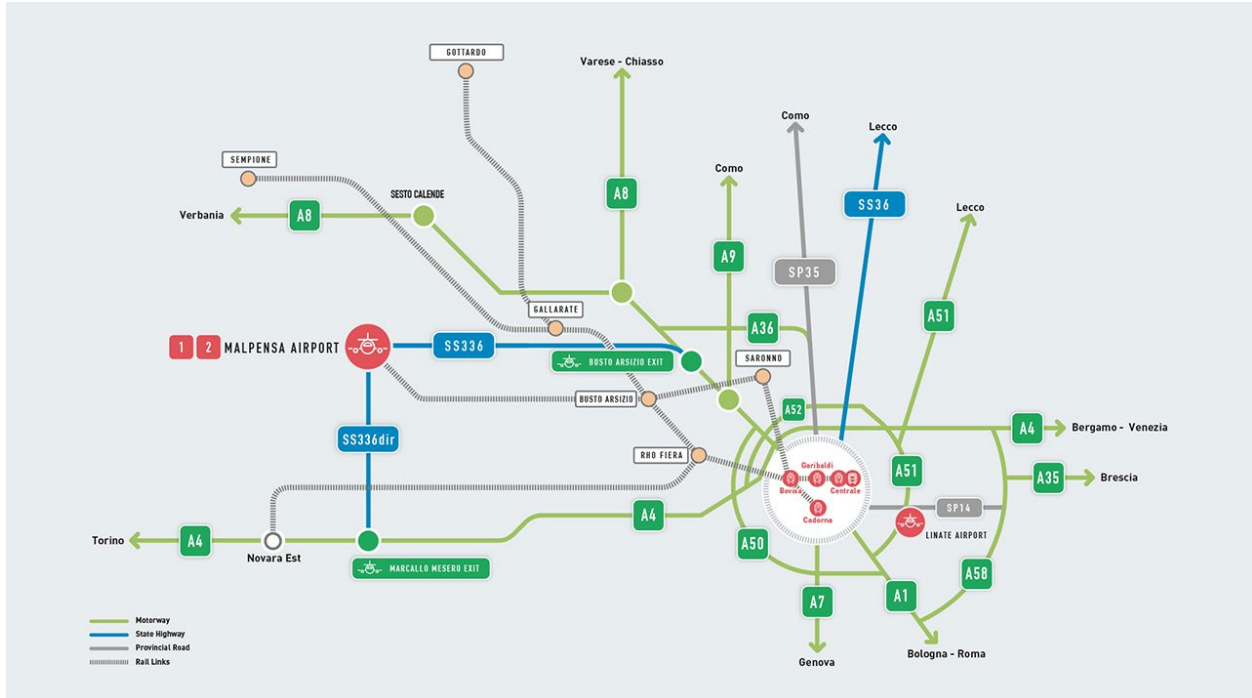 GOTTARDO
Varese - Chiasso
Como
Lecco
SEMPIONE
Como
SESTO CALENDE
A8
SS36
Verbania
A8
Lecco
A9
SP35
GALLARATE
A51
A36
1 2 MALPENSA AIRPORT
SS336
BUSTO ARSIZIO EXIT
SARONNO
BUSTO ARSIZIO
A52
SS336dir
A4
Bergamo - Venezia
RHO FIERA
Garibaldi
A51
A35
Brescia
Bovisa
Centrale
Cadorna
SP14
A4
LINATE AIRPORT
Torino
A4
Novara Est
A50
MARCALLO MESERO EXIT
A58
A7
A1
Motorway
State Highway
Provincial Road
Rail Links
Genova
Bologna - Roma